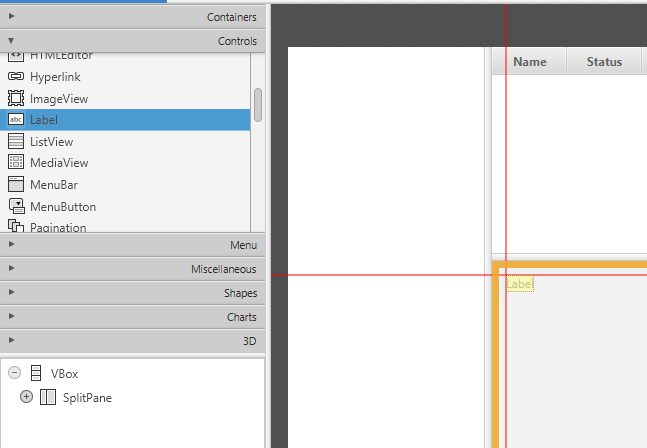 Containers
Controls
HTMLEditor
Hyperlink
ImageView
abc Label
ListView
MediaView
MenuBar
MenuButton
Pagination
Menu
Miscellaneous
Shapes
Charts
3D
VBox
SplitPane
Name Status
Label